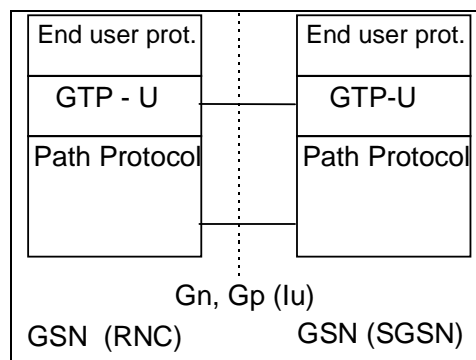 End user prot.
End user prot.
GTP - U
GTP-U
Path Protocol
Path Protocol
Gn, Gp (Iu)
GSN (RNC)
GSN (SGSN)